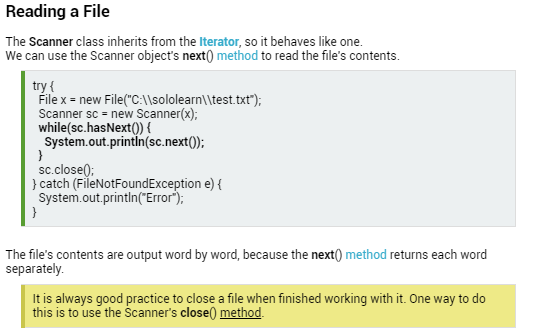 Reading a File
The Scanner class inherits from the Iterator, so it behaves like one.
We can use the Scanner object's next() method to read the file's contents.
try {
File x = new File("C:\\sololearn\\test.txt");
Scanner sc = new Scanner(x);
while(sc.hasNext()) {
System.out.println(sc.next());
}
sc.close();
} catch (FileNotFoundException e) {
System.out.println("Error");
}
The file's contents are output word by word, because the next() method returns each word
separately.
It is always good practice to close a file when finished working with it. One way to do
this is to use the Scanner's close() method.